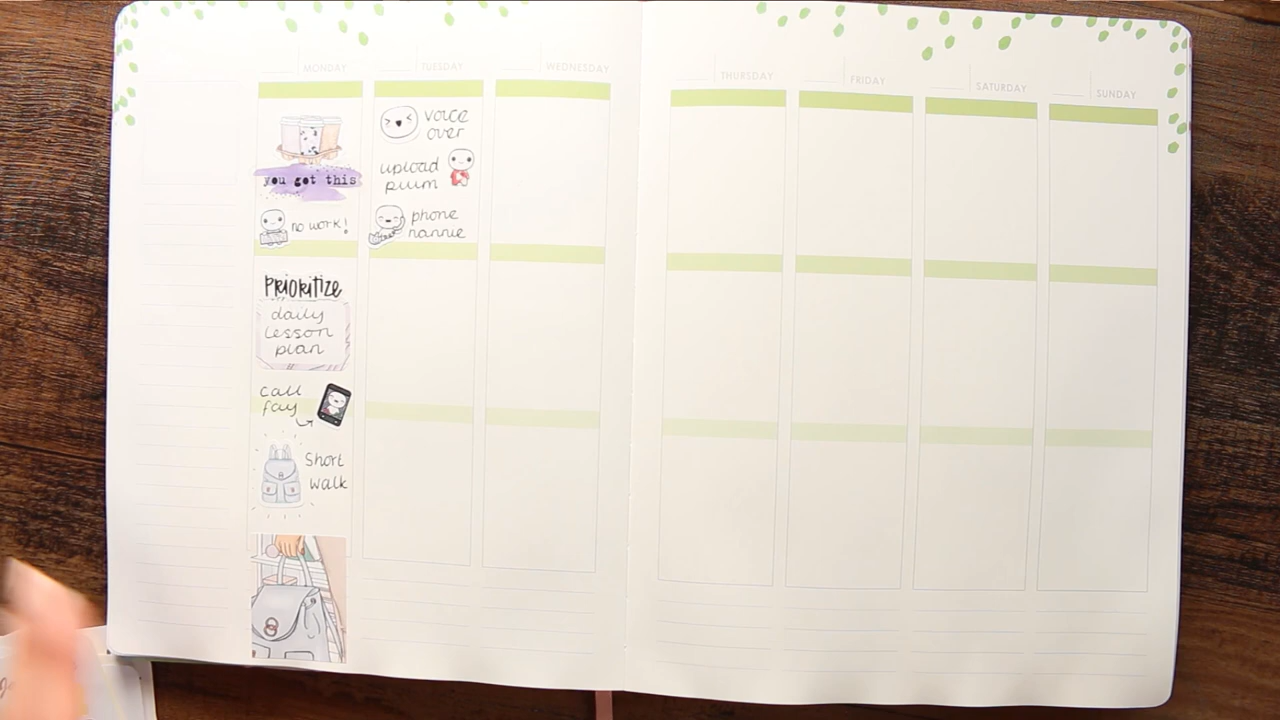 MONDAY
TUESDAY
WEDNESDAY
THURSDAY
FRIDAY
SATURDAY
SUNDAY
you got this
no work!
PRIORITIZE
daily
lesson
plan
call
fay
Short
walk
voice
over
upload
plum
phone
nannie